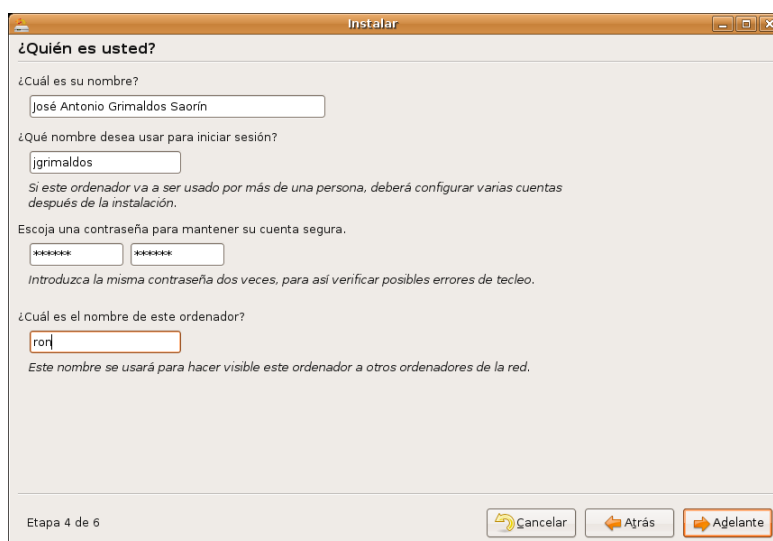 Instalar
¿Quién es usted?
¿Cuál es su nombre?
José Antonio Grimaldos Saorín
¿Qué nombre desea usar para iniciar sesión?
jgrimaldos
Si este ordenador va a ser usado por más de una persona, deberá configurar varias cuentas
después de la instalación.
Escoja una contraseña para mantener su cuenta segura.
****** ******
Introduzca la misma contraseña dos veces, para así verificar posibles errores de tecleo.
¿Cuál es el nombre de este ordenador?
ron
Este nombre se usará para hacer visible este ordenador a otros ordenadores de la red.
Etapa 4 de 6 Cancelar Atrás Adelante